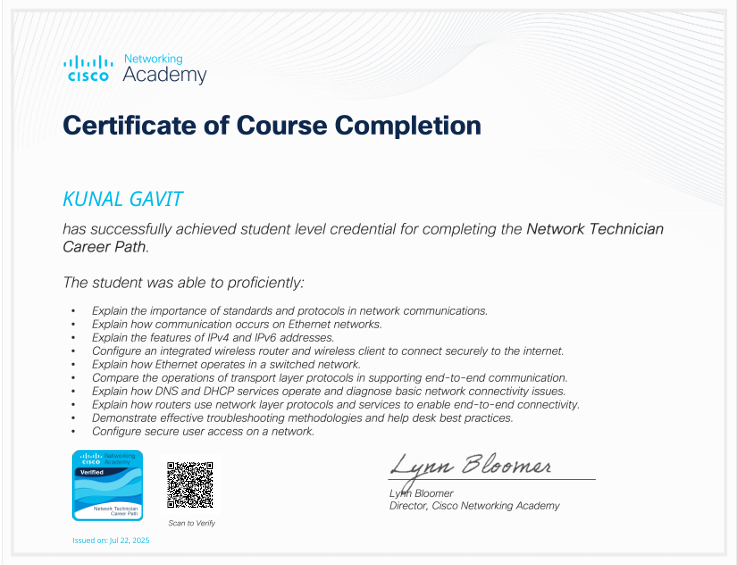 Networking
CISCO Academy
Certificate of Course Completion
KUNAL GAVIT
has successfully achieved student level credential for completing the Network Technician
Career Path.
The student was able to proficiently:
• Explain the importance of standards and protocols in network communications.
• Explain how communication occurs on Ethernet networks.
• Explain the features of IPv4 and IPv6 addresses.
• Configure an integrated wireless router and wireless client to connect securely to the internet.
• Explain how Ethernet operates in a switched network.
• Compare the operations of transport layer protocols in supporting end-to-end communication.
• Explain how DNS and DHCP services operate and diagnose basic network connectivity issues.
• Explain how routers use network layer protocols and services to enable end-to-end connectivity.
• Demonstrate effective troubleshooting methodologies and help desk best practices.
• Configure secure user access on a network.
Networking
CISCO Academy
Verified
Network Technician
Career Path
Scan to Verify
Issued on: Jul 22, 2025
Lynn Bloomer
Lynn Bloomer
Director, Cisco Networking Academy